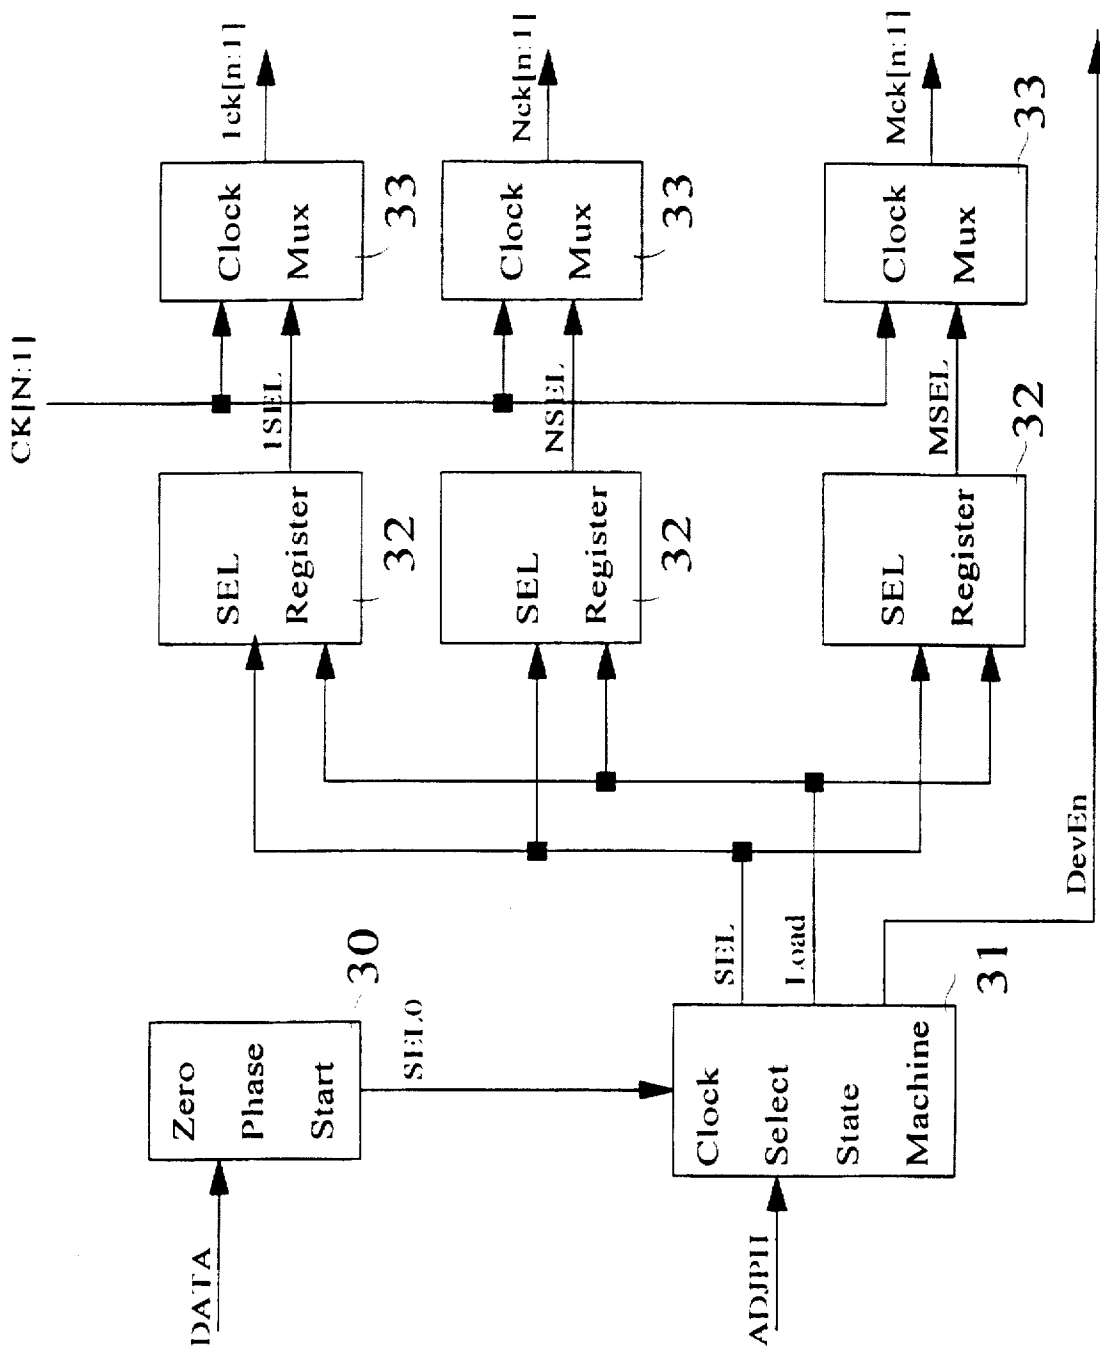 CK[N:1]
1ck[n:1]
Nck[n:1]
Mck[n:1]
Clock
Mux
33
Clock
Mux
33
Clock
Mux
33
1SEL
NSEL
MSEL
SEL
Register
32
SEL
Register
32
SEL
Register
32
SEL
Load
DevEn
Zero
Phase
Start
30
SEL0
Clock
Select
State
Machine
31
DATA
ADJPH